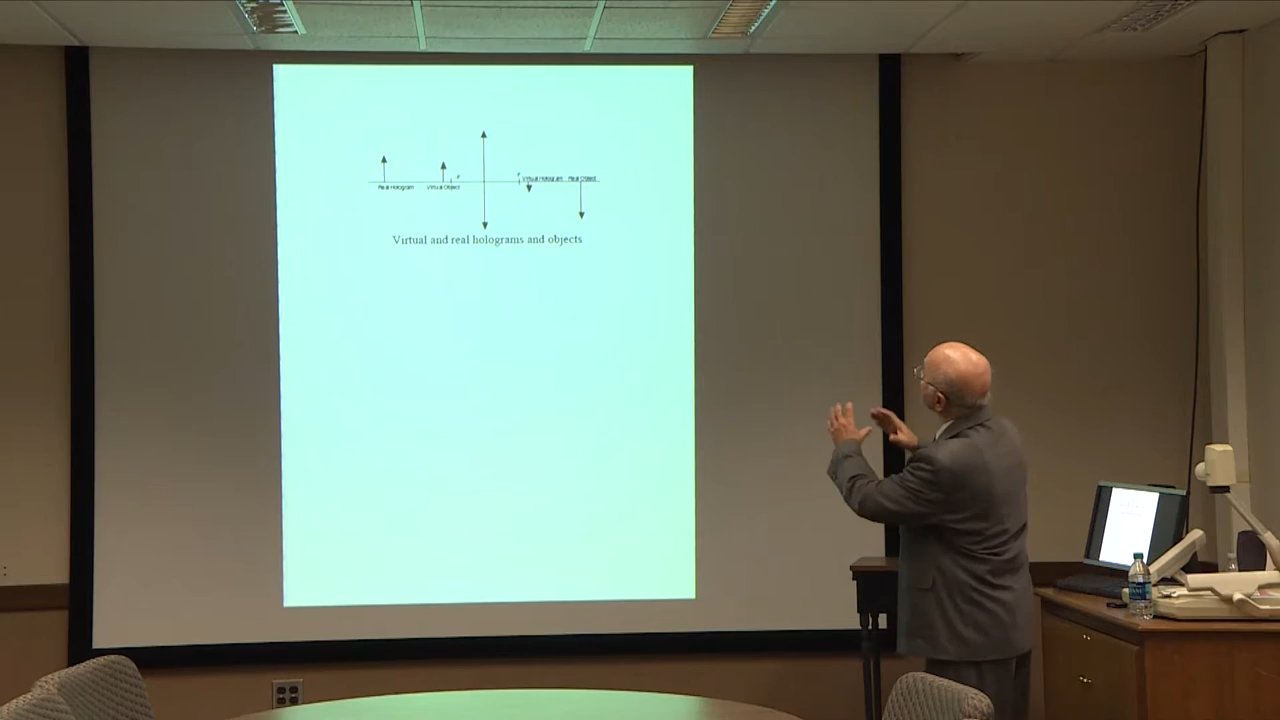 F
F
Virtual Hologram
Real Object
Real Hologram
Virtual Object
Virtual and real holograms and objects